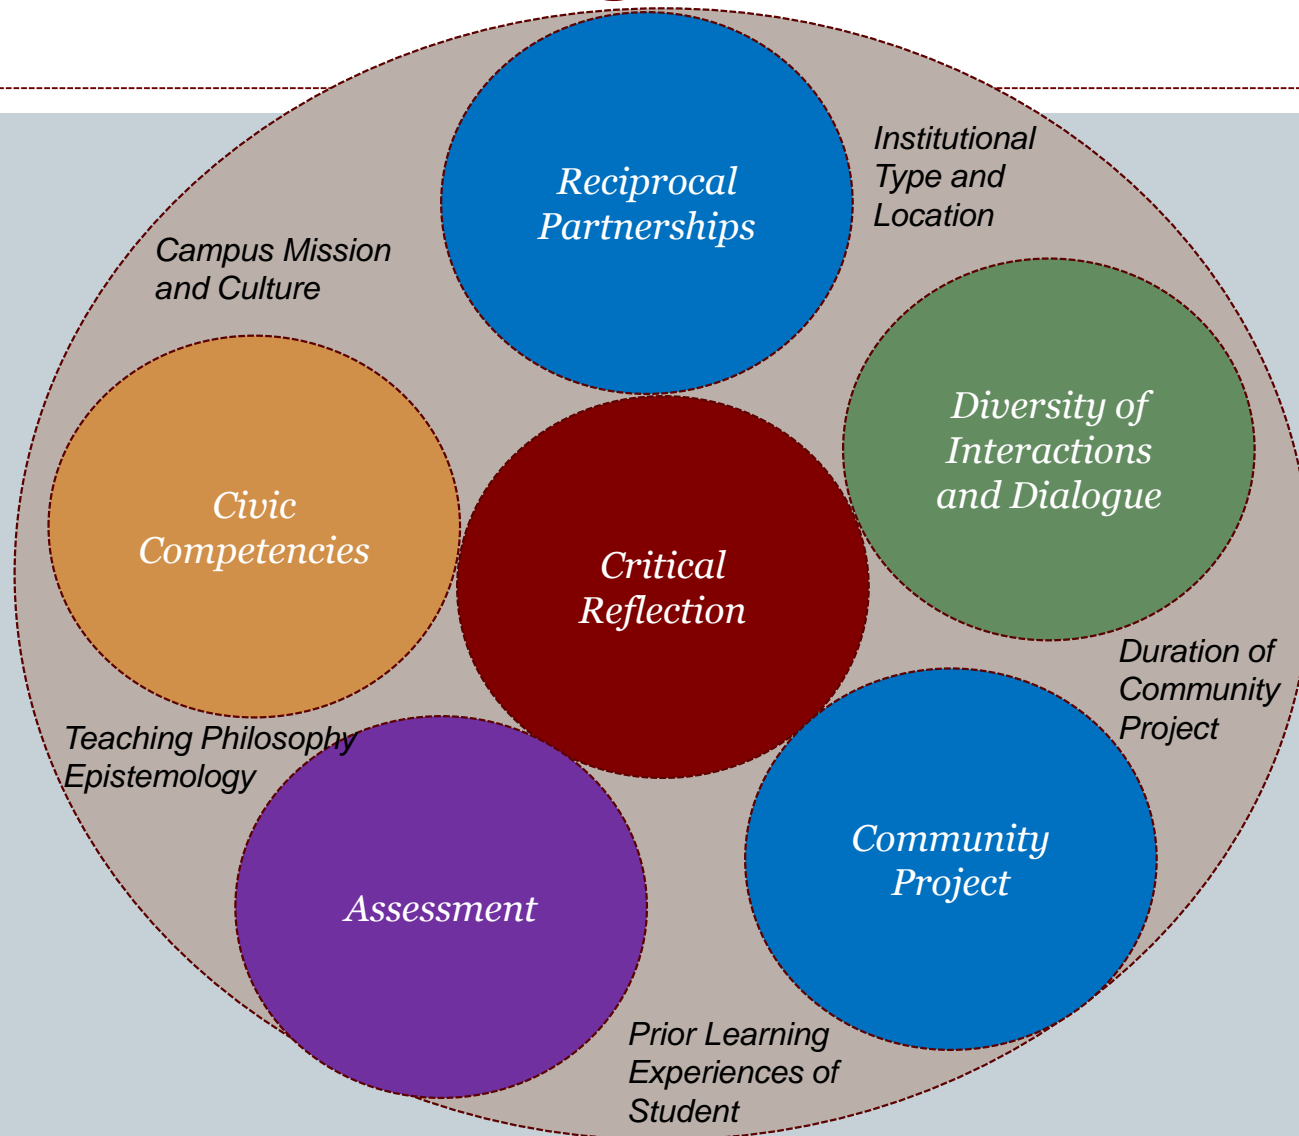 Reciprocal
Partnerships
Institutional
Type and
Location
Campus Mission
and Culture
Diversity of
Interactions
and Dialogue
Civic
Competencies
Critical
Reflection
Duration of
Community
Project
Teaching Philosophy
Epistemology
Community
Project
Assessment
Prior Learning
Experiences of
Student